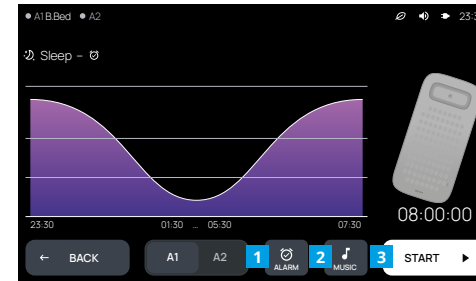 A1 B.Bed A2
Sleep –
23:30 01:30 ... 05:30 07:30
08:00:00
← BACK A1 A2 1 ALARM 2 MUSIC 3 START